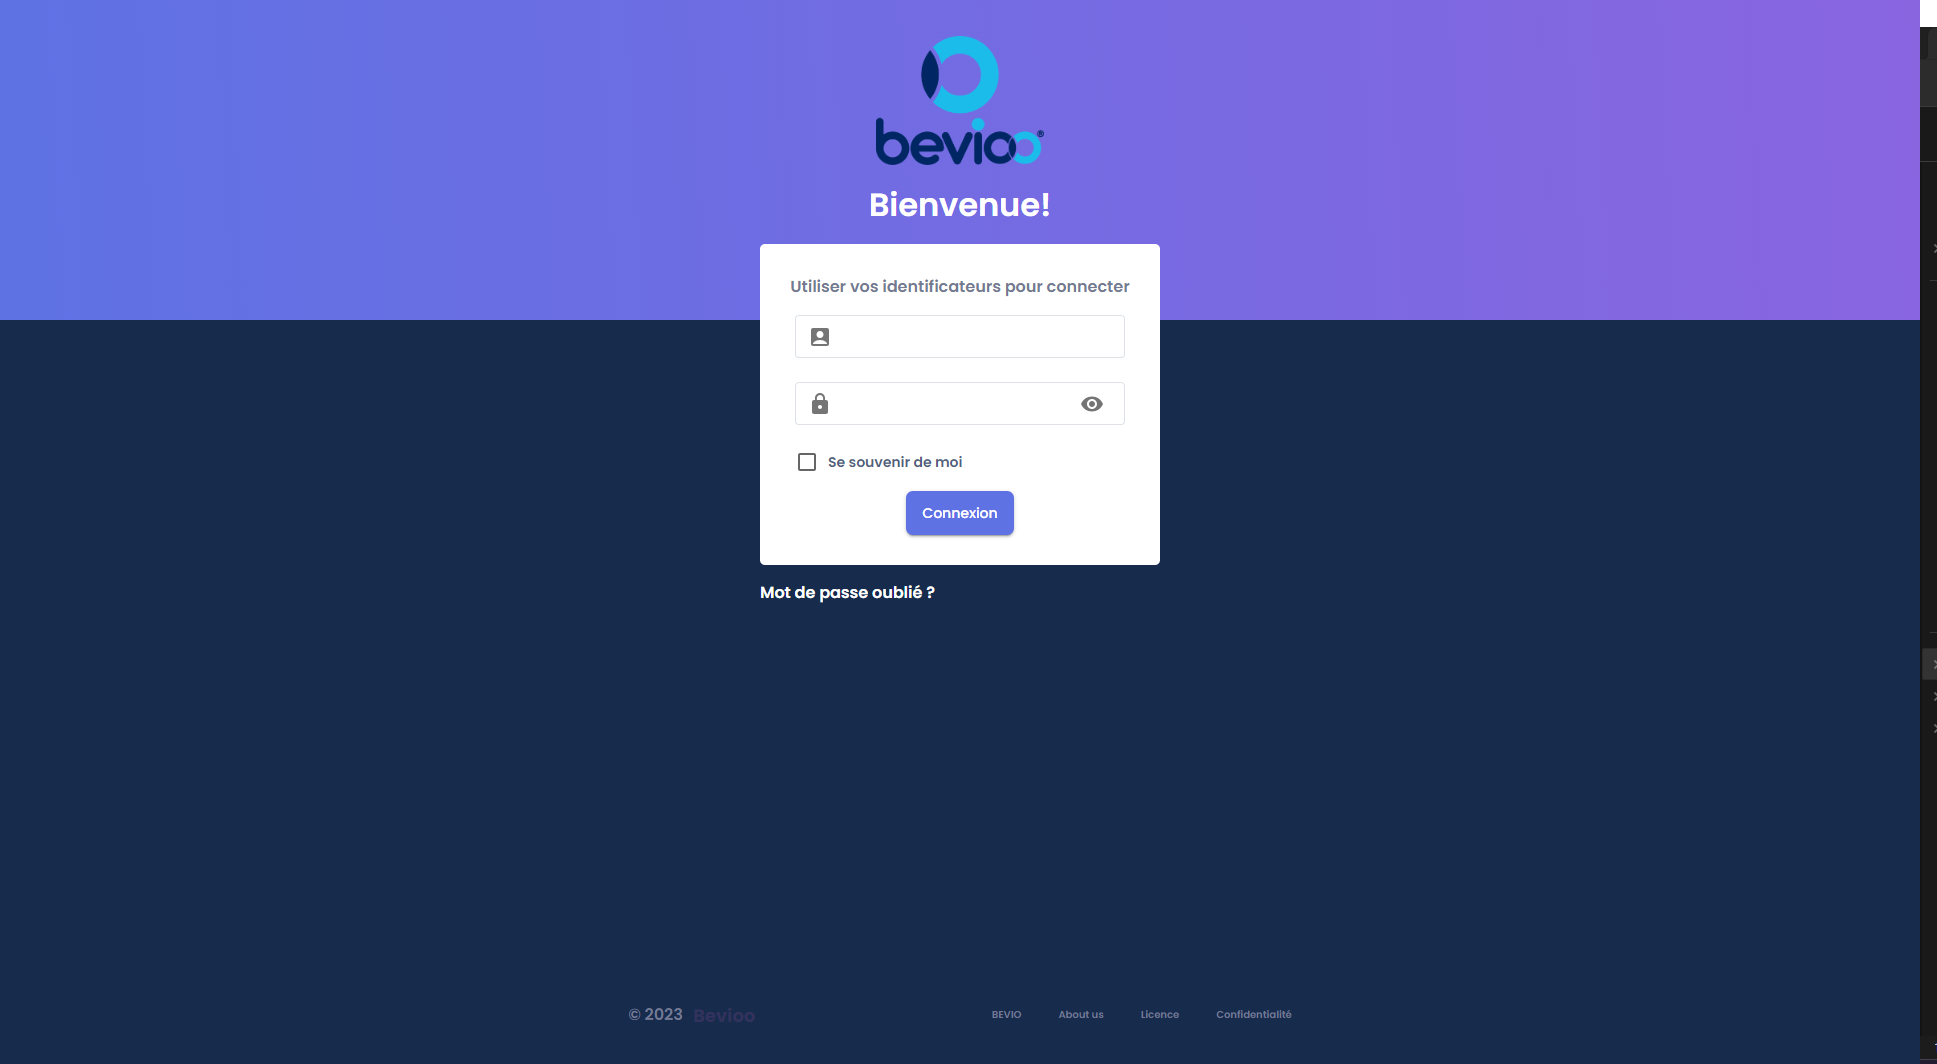 bevioo®
Bienvenue!
Utiliser vos identificateurs pour connecter
Se souvenir de moi
Connexion
Mot de passe oublié ?
© 2023 Bevioo
BEVIO About us Licence Confidentialité